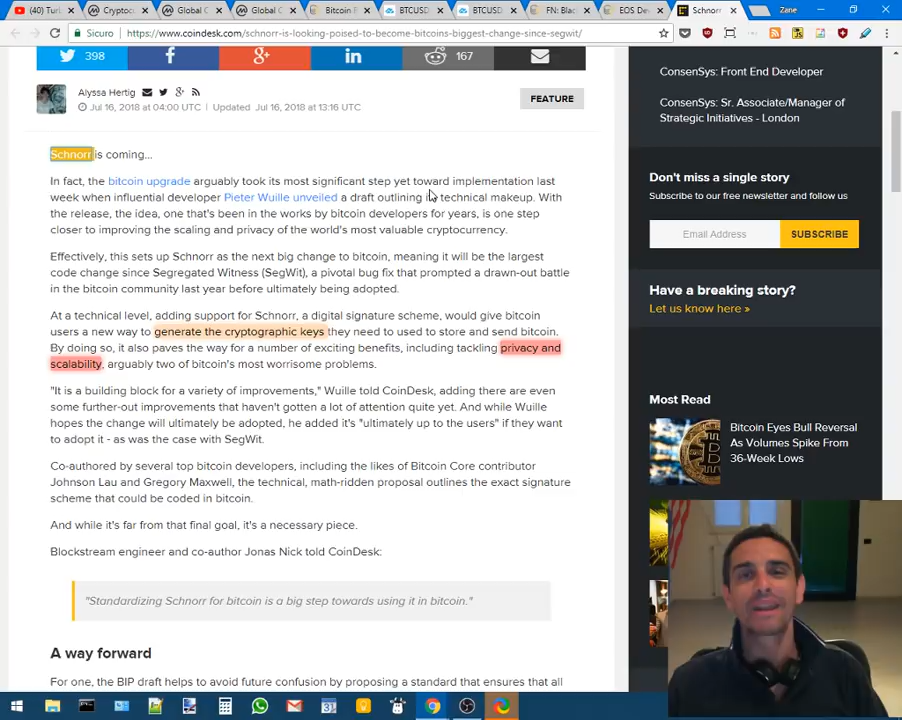 (40) Tur
Cryptoc
Global C
Global C
Bitcoin P
BTCUSD
BTCUSD
FN: Blac
EOS Dev
Schnorr
Zane
Sicuro
https://www.coindesk.com/schnorr-is-looking-poised-to-become-bitcoins-biggest-change-since-segwit/
398
167
Alyssa Hertig
Jul 16, 2018 at 04:00 UTC | Updated Jul 16, 2018 at 13:16 UTC
FEATURE
Schnorr is coming...
In fact, the bitcoin upgrade arguably took its most significant step yet toward implementation last
week when influential developer Pieter Wuille unveiled a draft outlining its technical makeup. With
the release, the idea, one that's been in the works by bitcoin developers for years, is one step
closer to improving the scaling and privacy of the world's most valuable cryptocurrency.
Effectively, this sets up Schnorr as the next big change to bitcoin, meaning it will be the largest
code change since Segregated Witness (SegWit), a pivotal bug fix that prompted a drawn-out battle
in the bitcoin community last year before ultimately being adopted.
At a technical level, adding support for Schnorr, a digital signature scheme, would give bitcoin
users a new way to generate the cryptographic keys they need to used to store and send bitcoin.
By doing so, it also paves the way for a number of exciting benefits, including tackling privacy and
scalability, arguably two of bitcoin's most worrisome problems.
"It is a building block for a variety of improvements," Wuille told CoinDesk, adding there are even
some further-out improvements that haven't gotten a lot of attention quite yet. And while Wuille
hopes the change will ultimately be adopted, he added it's "ultimately up to the users" if they want
to adopt it - as was the case with SegWit.
Co-authored by several top bitcoin developers, including the likes of Bitcoin Core contributor
Johnson Lau and Gregory Maxwell, the technical, math-ridden proposal outlines the exact signature
scheme that could be coded in bitcoin.
And while it's far from that final goal, it's a necessary piece.
Blockstream engineer and co-author Jonas Nick told CoinDesk:
"Standardizing Schnorr for bitcoin is a big step towards using it in bitcoin."
A way forward
For one, the BIP draft helps to avoid future confusion by proposing a standard that ensures that all
ConsenSys: Front End Developer
ConsenSys: Sr. Associate/Manager of
Strategic Initiatives - London
Don't miss a single story
Subscribe to our free newsletter and follow us
Email Address
SUBSCRIBE
Have a breaking story?
Let us know here »
Most Read
Bitcoin Eyes Bull Reversal
As Volumes Spike From
36-Week Lows